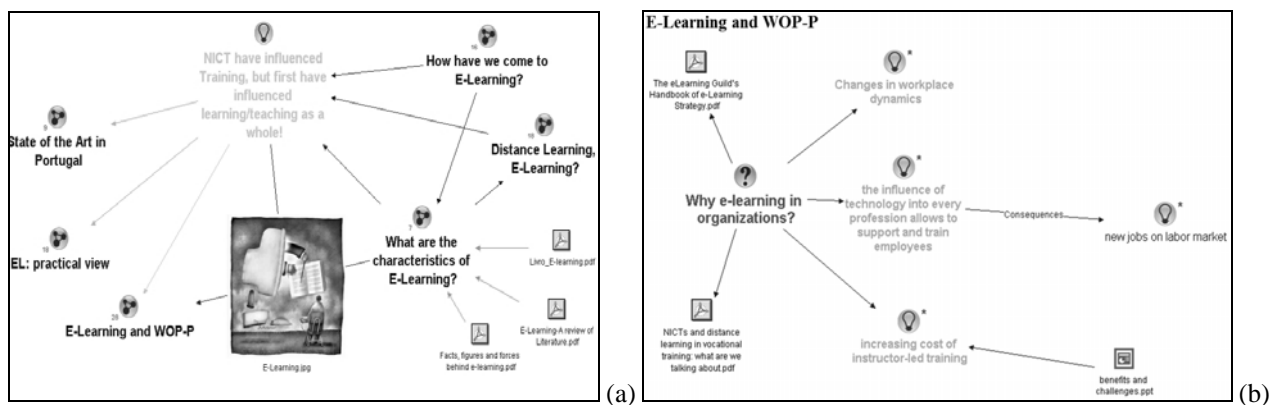 NICT have influenced
Training, but first have
influenced
learning/teaching as a
whole!
16
How have we come to
E-Learning?
9
State of the Art in
Portugal
Distance Learning,
E-Learning?
EL: practical view
7
What are the
characteristics of
E-Learning?
Livro_E-learning.pdf
E-Learning-A review of
Literature.pdf
Facts, figures and forces
behind e-learning.pdf
E-Learning and WOP-P
E-Learning.jpg
(a)
E-Learning and WOP-P
The eLearning Guild's
Handbook of e-Learning
Strategy.pdf
*
Changes in workplace
dynamics
?
Why e-learning in
organizations?
*
the influence of
technology into every
profession allows to
support and train
employees
Consequences
*
new jobs on labor market
NICTs and distance
learning in vocational
training: what are we
talking about.pdf
*
increasing cost of
instructor-led training
benefits and
challenges.ppt
(b)